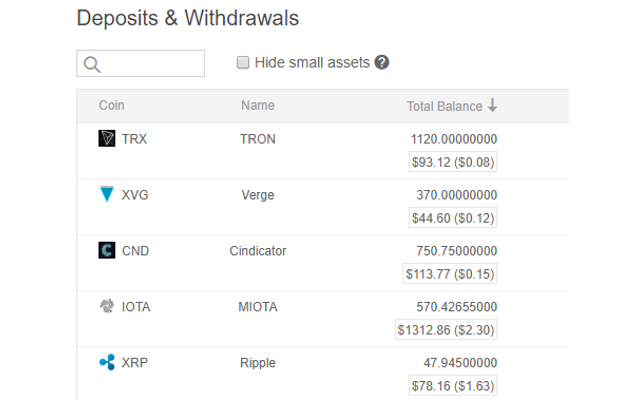 Deposits & Withdrawals
Hide small assets ?
Coin Name Total Balance
TRX TRON 1120.00000000
$93.12 ($0.08)
XVG Verge 370.00000000
$44.60 ($0.12)
CND Cindicator 750.75000000
$113.77 ($0.15)
IOTA MIOTA 570.42655000
$1312.86 ($2.30)
XRP Ripple 47.94500000
$78.16 ($1.63)